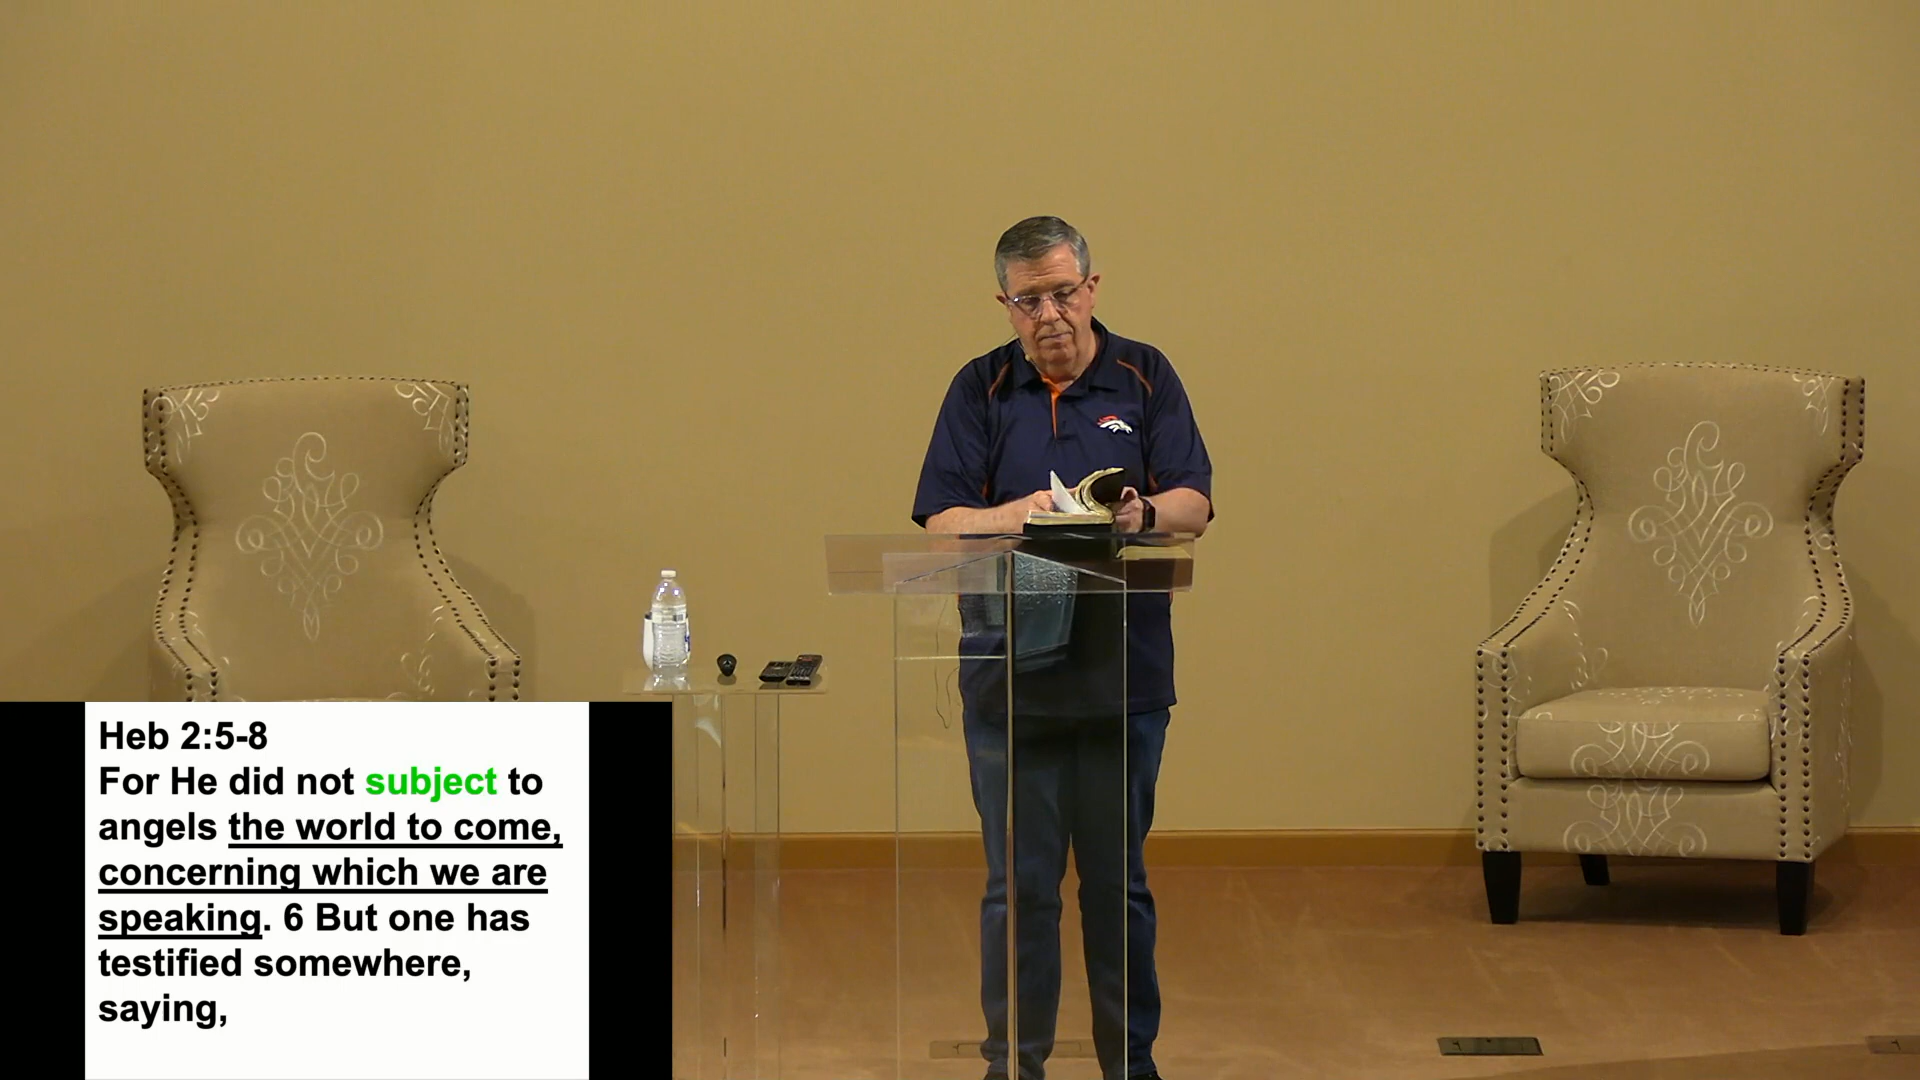 Heb 2:5-8
For He did not subject to
angels the world to come,
concerning which we are
speaking. 6 But one has
testified somewhere,
saying,